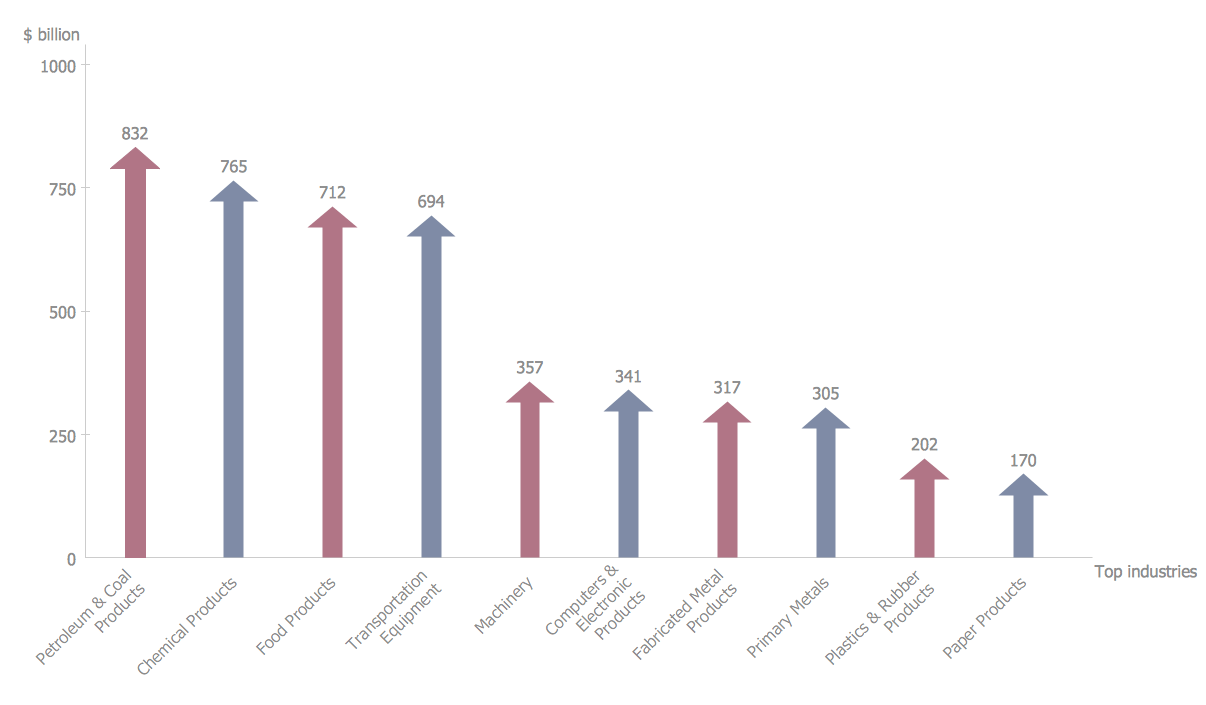 $ billion
1000
832
765
750
712
694
500
357
341
317
305
250
202
170
0
Top industries
Petroleum & Coal
Products
Chemical Products
Food Products
Transportation
Equipment
Machinery
Computers &
Electronic
Products
Fabricated Metal
Products
Primary Metals
Plastics & Rubber
Products
Paper Products